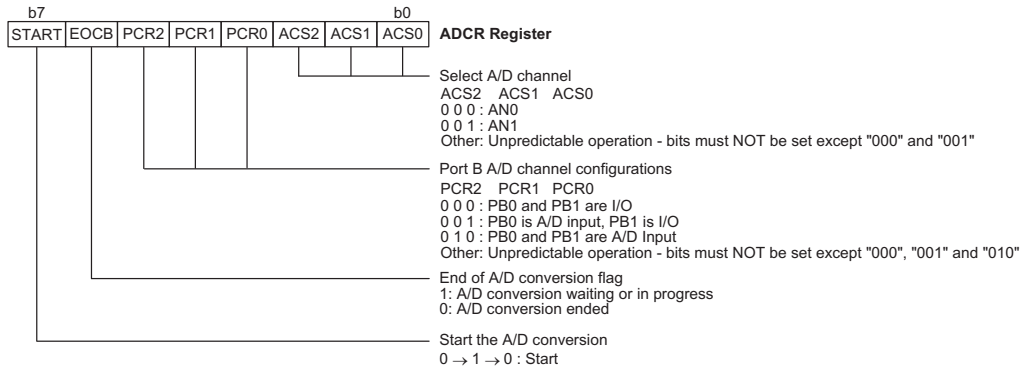 b7 b0
START EOCB PCR2 PCR1 PCR0 ACS2 ACS1 ACS0 ADCR Register
Select A/D channel
ACS2 ACS1 ACS0
0 0 0 : AN0
0 0 1 : AN1
Other: Unpredictable operation - bits must NOT be set except "000" and "001"
Port B A/D channel configurations
PCR2 PCR1 PCR0
0 0 0 : PB0 and PB1 are I/O
0 0 1 : PB0 is A/D input, PB1 is I/O
0 1 0 : PB0 and PB1 are A/D Input
Other: Unpredictable operation - bits must NOT be set except "000", "001" and "010"
End of A/D conversion flag
1: A/D conversion waiting or in progress
0: A/D conversion ended
Start the A/D conversion
0 → 1 → 0 : Start